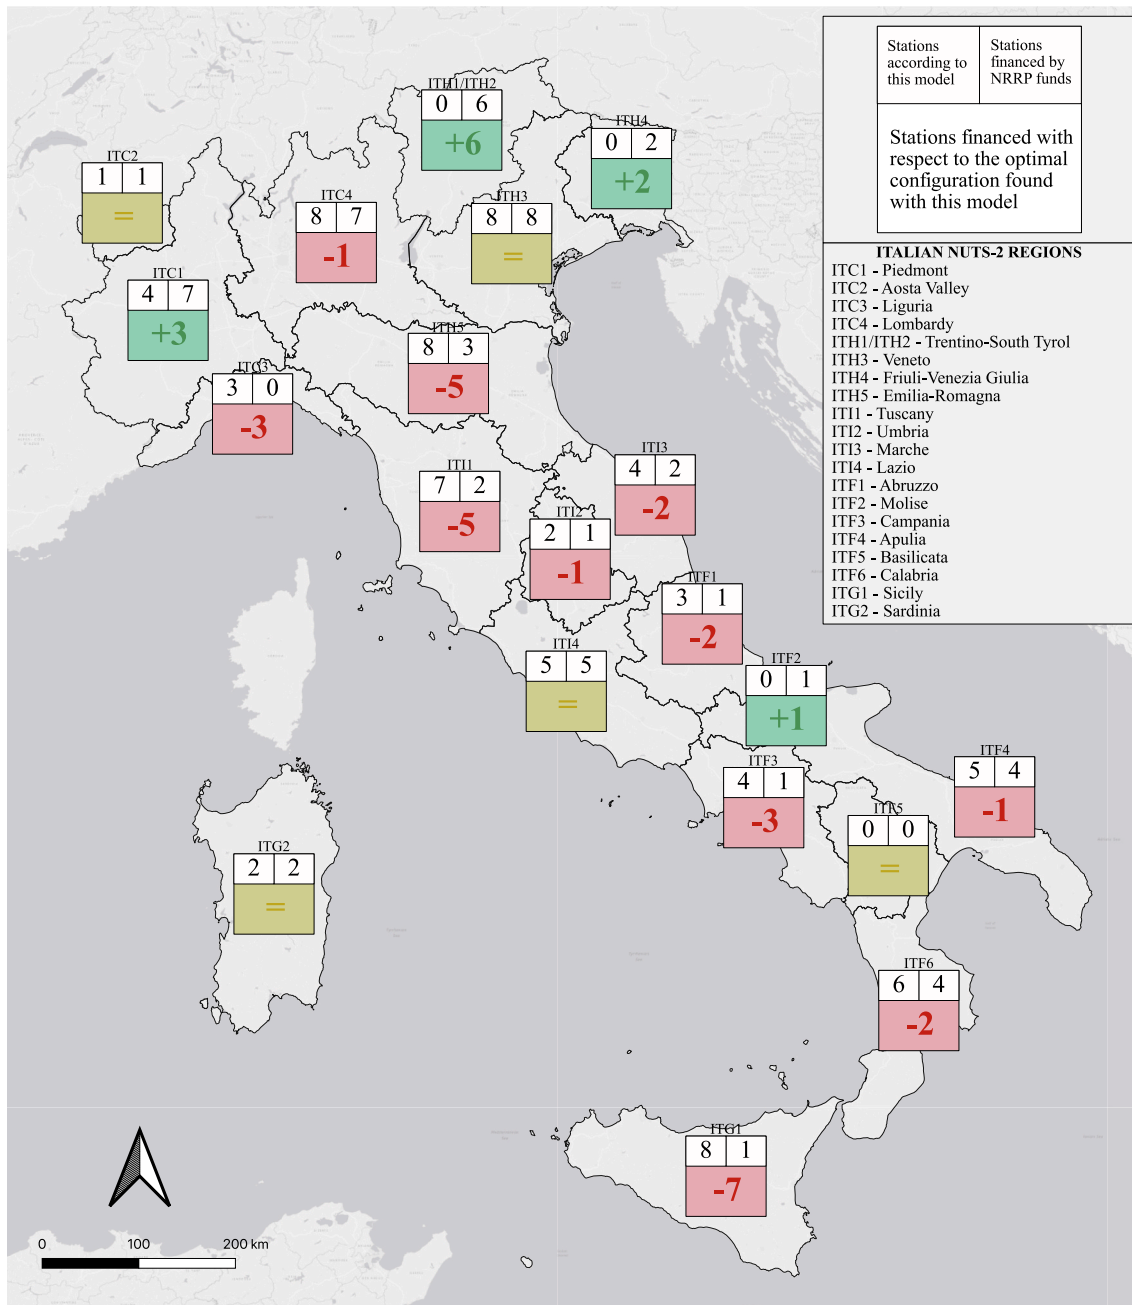 Stations
according to
this model
Stations
financed by
NRRP funds
Stations financed with
respect to the optimal
configuration found
with this model
ITALIAN NUTS-2 REGIONS
ITC1 - Piedmont
ITC2 - Aosta Valley
ITC3 - Liguria
ITC4 - Lombardy
ITH1/ITH2 - Trentino-South Tyrol
ITH3 - Veneto
ITH4 - Friuli-Venezia Giulia
ITH5 - Emilia-Romagna
ITI1 - Tuscany
ITI2 - Umbria
ITI3 - Marche
ITI4 - Lazio
ITF1 - Abruzzo
ITF2 - Molise
ITF3 - Campania
ITF4 - Apulia
ITF5 - Basilicata
ITF6 - Calabria
ITG1 - Sicily
ITG2 - Sardinia
ITH1/ITH2
0 6
+6
ITH4
0 2
+2
ITC2
1 1
=
ITC4
8 7
-1
ITH3
8 8
=
ITC1
4 7
+3
ITH5
8 3
-5
ITC3
3 0
-3
ITI3
4 2
-2
ITI1
7 2
-5
ITI2
2 1
-1
ITF1
3 1
-2
ITI4
5 5
=
ITF2
0 1
+1
ITF3
4 1
-3
ITF4
5 4
-1
ITF5
0 0
=
ITG2
2 2
=
ITF6
6 4
-2
ITG1
8 1
-7
0 100 200 km